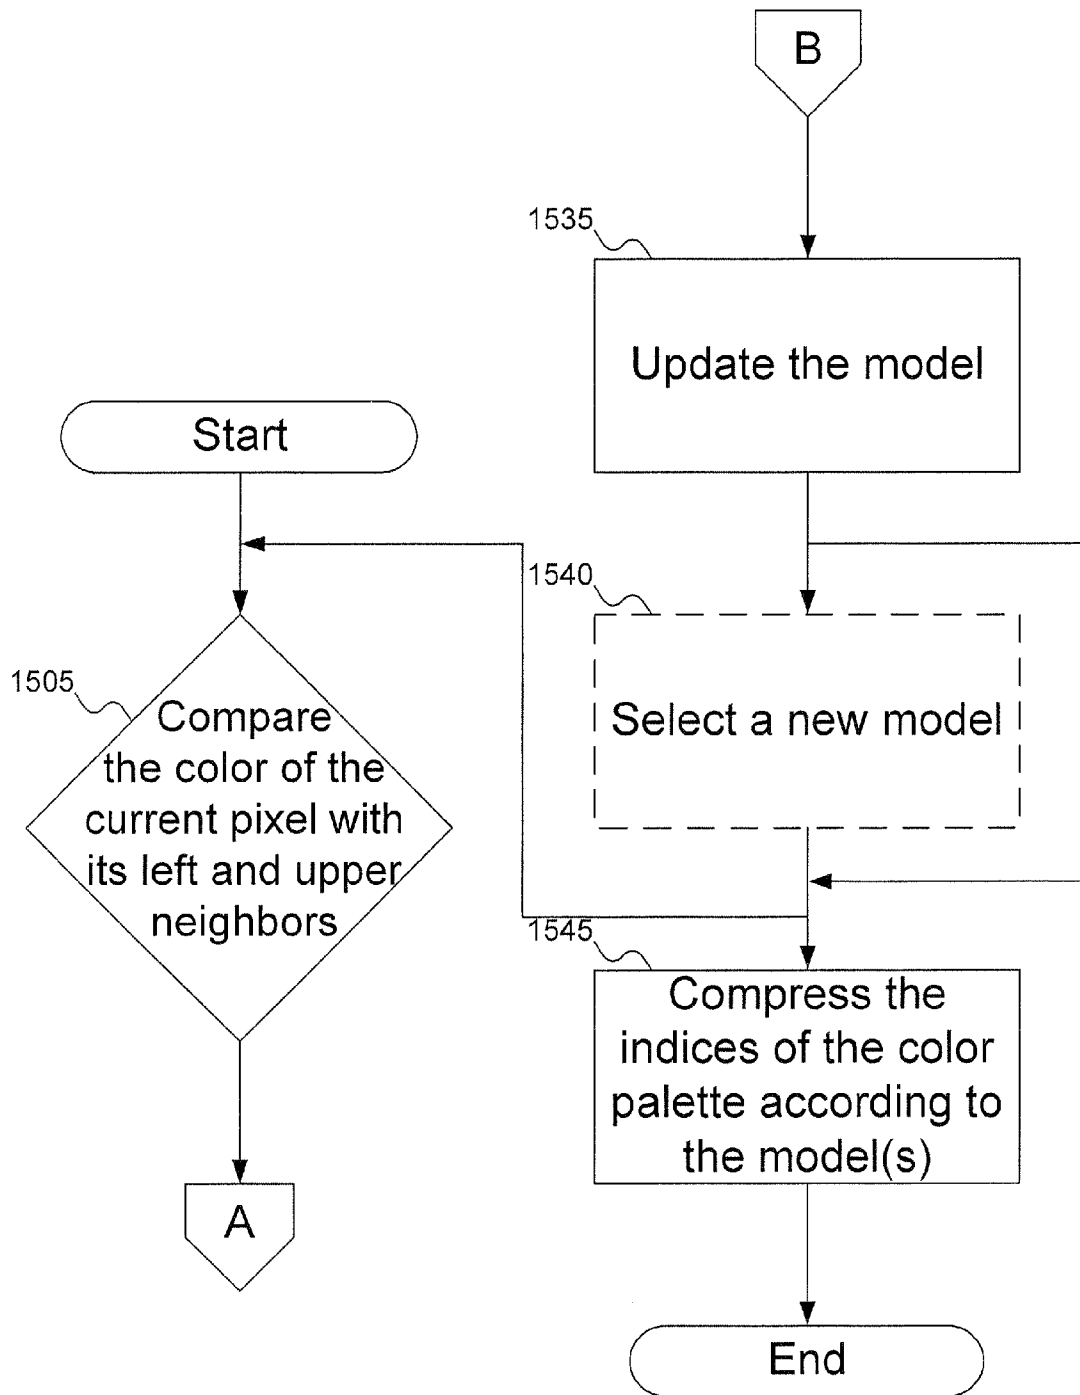 Start
1505
Compare
the color of the
current pixel with
its left and upper
neighbors
A
B
1535
Update the model
1540
Select a new model
1545
Compress the
indices of the color
palette according to
the model(s)
End